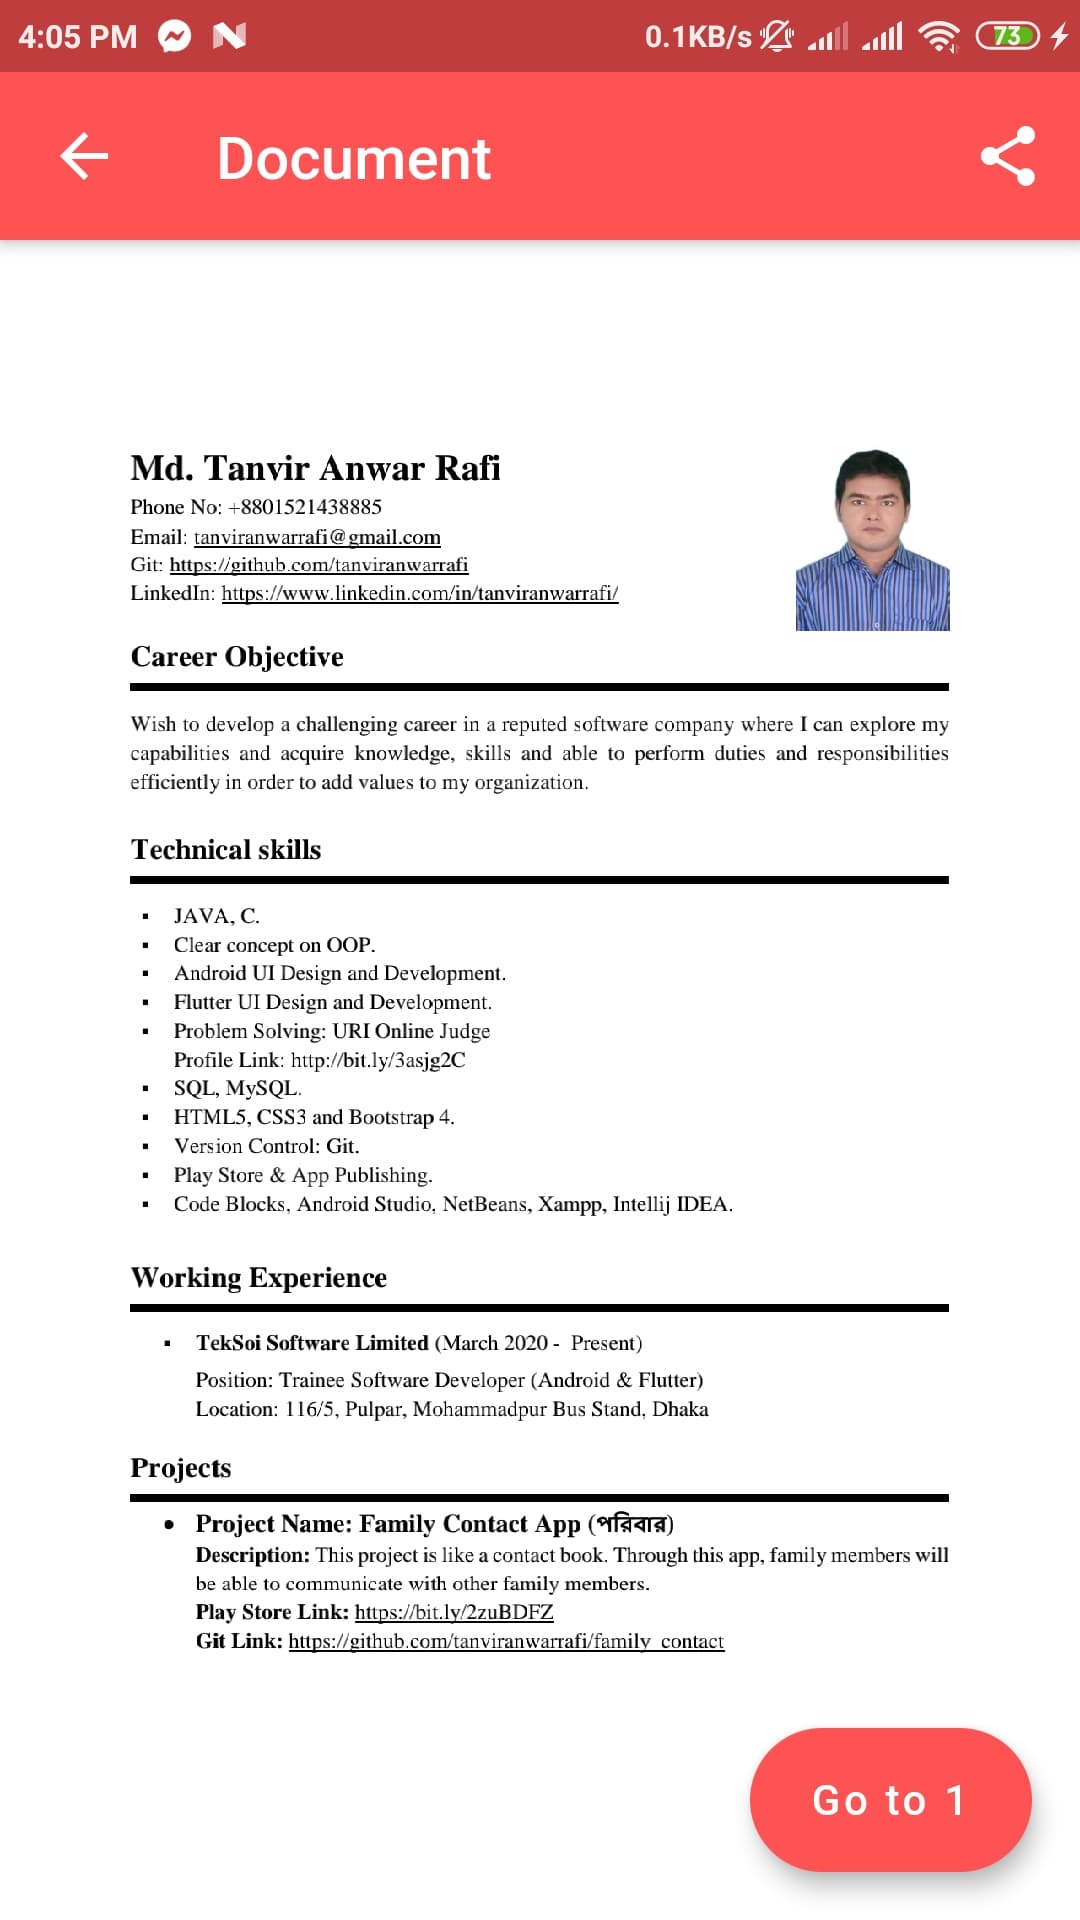 4:05 PM 0.1KB/s 73
Document
Md. Tanvir Anwar Rafi
Phone No: +8801521438885
Email: tanviranwarrafi@gmail.com
Git: https://github.com/tanviranwarrafi
LinkedIn: https://www.linkedin.com/in/tanviranwarrafi/
Career Objective
Wish to develop a challenging career in a reputed software company where I can explore my
capabilities and acquire knowledge, skills and able to perform duties and responsibilities
efficiently in order to add values to my organization.
Technical skills
▪ JAVA, C.
▪ Clear concept on OOP.
▪ Android UI Design and Development.
▪ Flutter UI Design and Development.
▪ Problem Solving: URI Online Judge
Profile Link: http://bit.ly/3asjg2C
▪ SQL, MySQL.
▪ HTML5, CSS3 and Bootstrap 4.
▪ Version Control: Git.
▪ Play Store & App Publishing.
▪ Code Blocks, Android Studio, NetBeans, Xampp, Intellij IDEA.
Working Experience
▪ TekSoi Software Limited (March 2020 - Present)
Position: Trainee Software Developer (Android & Flutter)
Location: 116/5, Pulpar, Mohammadpur Bus Stand, Dhaka
Projects
• Project Name: Family Contact App (পরিবার)
Description: This project is like a contact book. Through this app, family members will
be able to communicate with other family members.
Play Store Link: https://bit.ly/2zuBDFZ
Git Link: https://github.com/tanviranwarrafi/family_contact
Go to 1